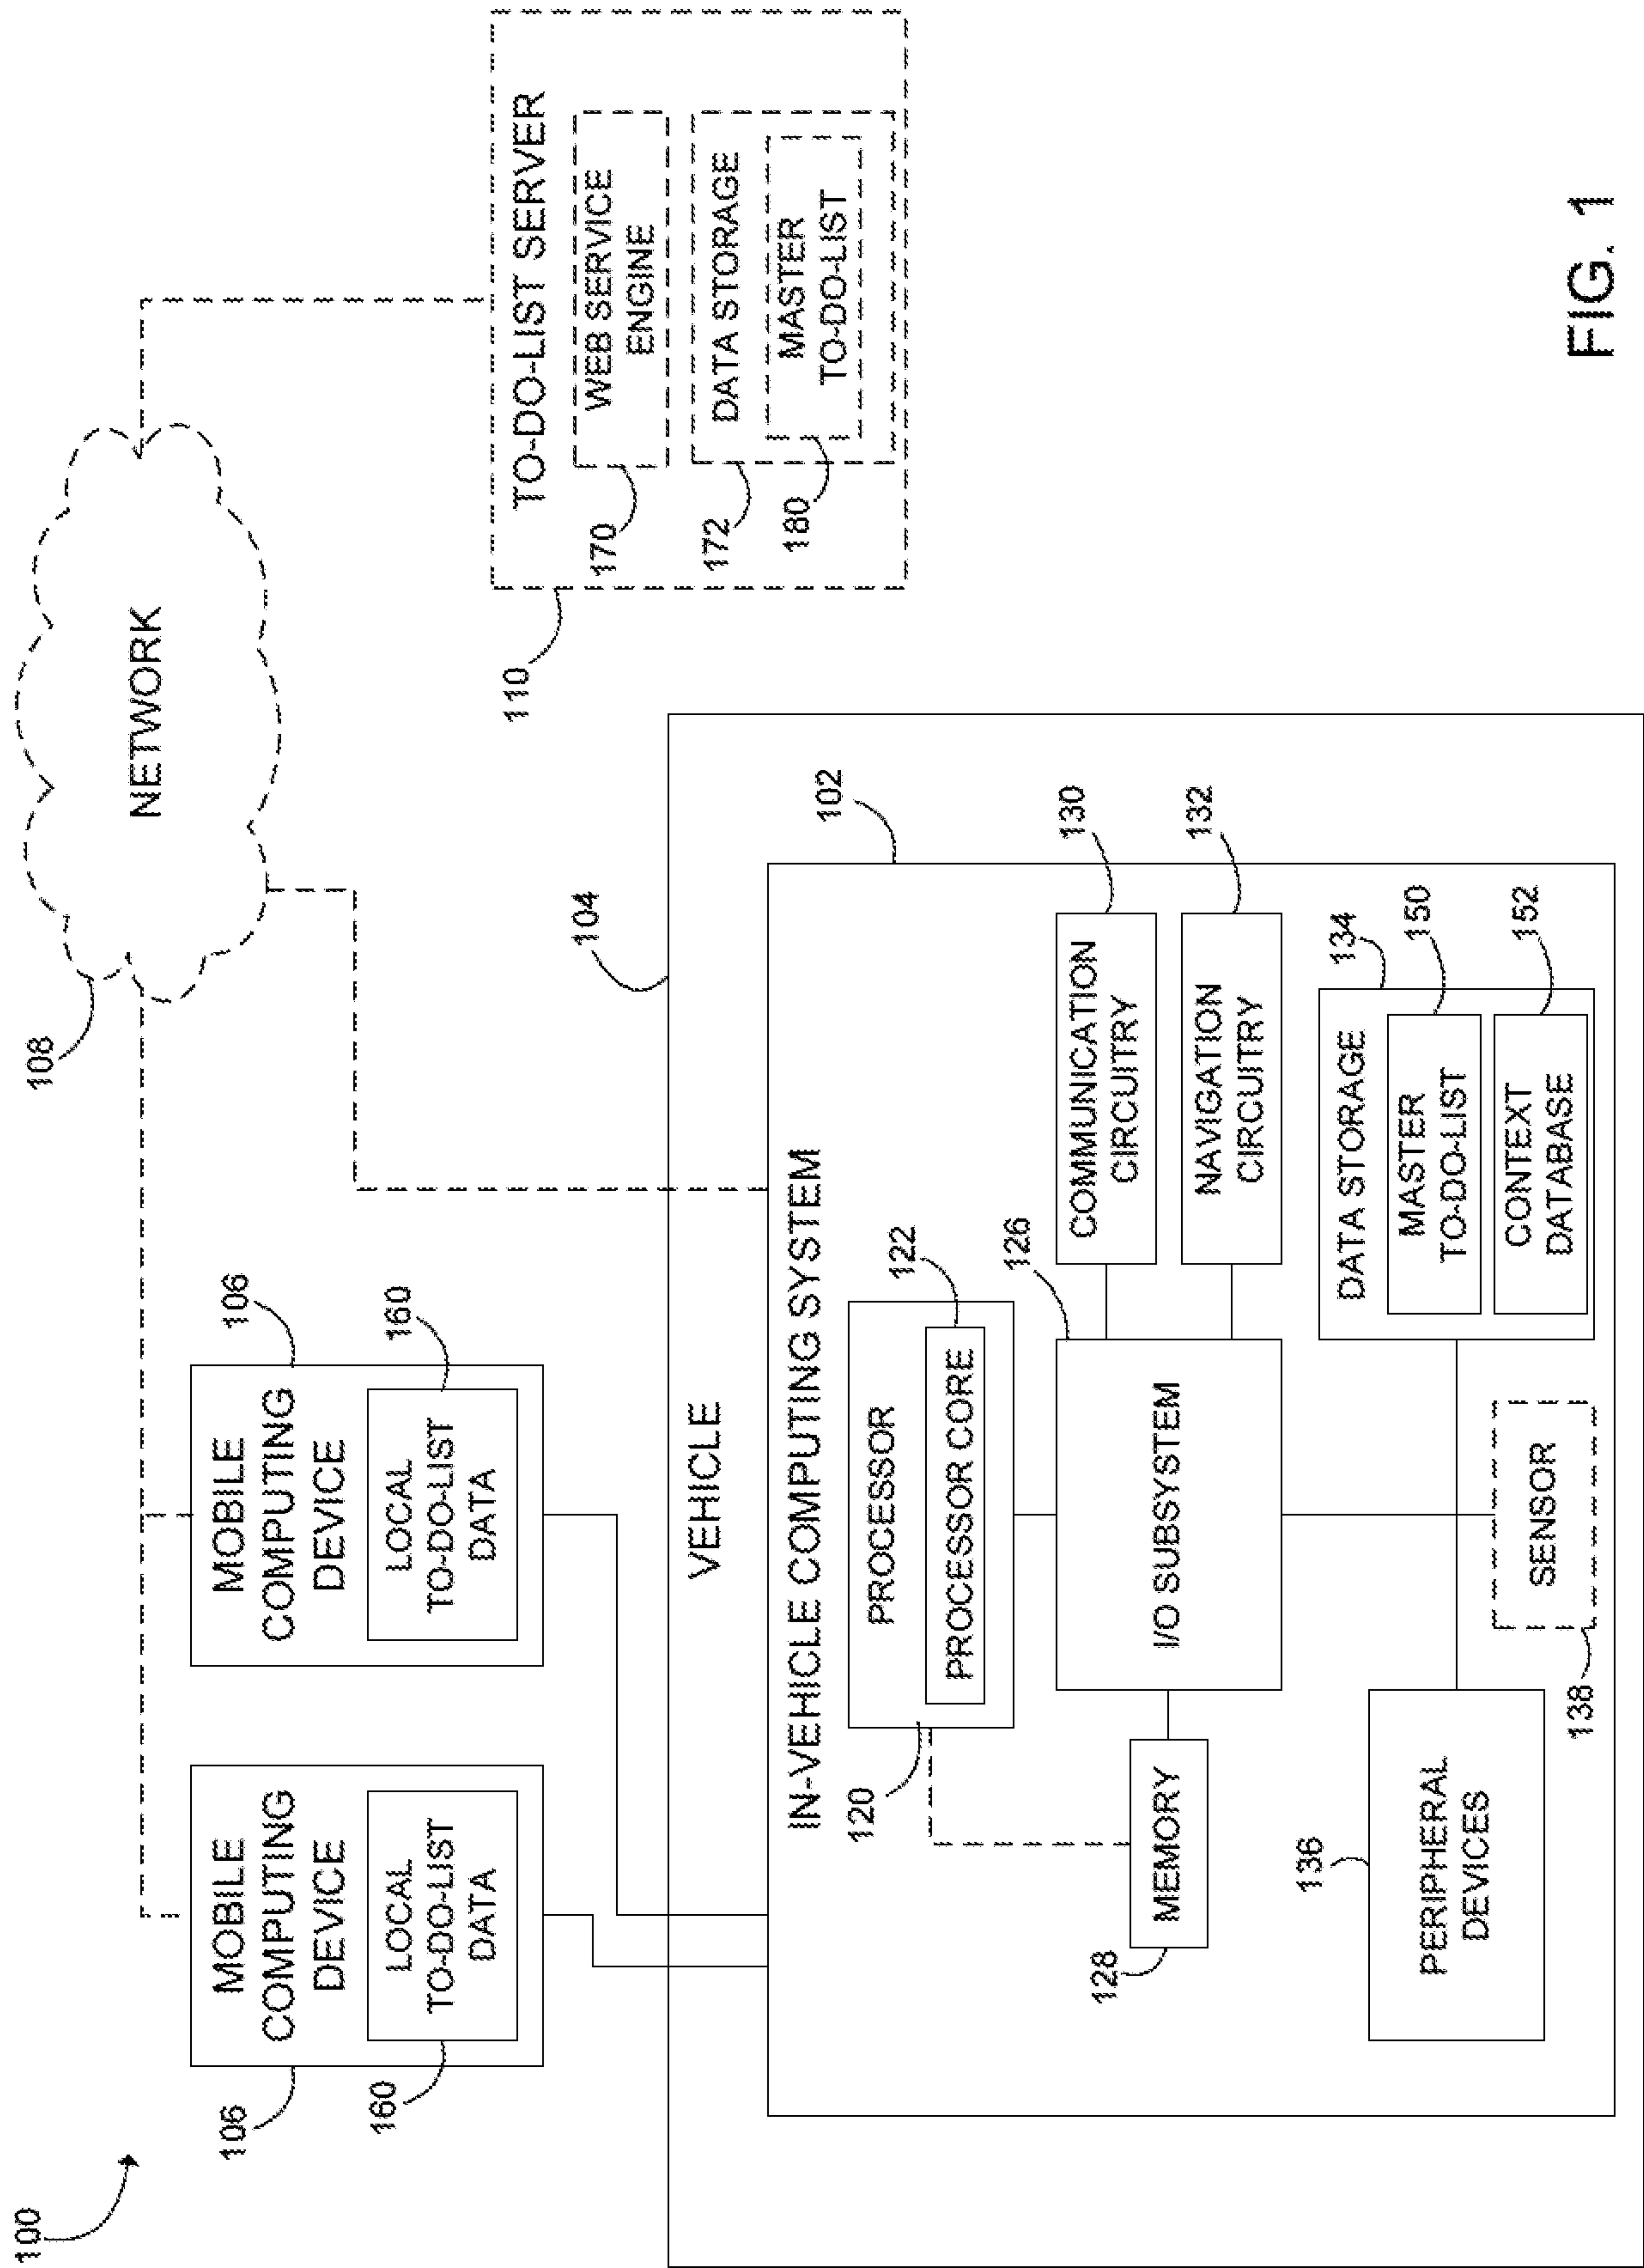 100
108
NETWORK
106
MOBILE
COMPUTING
DEVICE
160
LOCAL
TO-DO-LIST
DATA
106
MOBILE
COMPUTING
DEVICE
160
LOCAL
TO-DO-LIST
DATA
110
TO-DO-LIST SERVER
170
WEB SERVICE
ENGINE
172
DATA STORAGE
180
MASTER
TO-DO-LIST
104
VEHICLE
102
IN-VEHICLE COMPUTING SYSTEM
120
PROCESSOR
122
PROCESSOR CORE
126
I/O SUBSYSTEM
128
MEMORY
130
COMMUNICATION
CIRCUITRY
132
NAVIGATION
CIRCUITRY
134
DATA STORAGE
150
MASTER
TO-DO-LIST
152
CONTEXT
DATABASE
136
PERIPHERAL
DEVICES
138
SENSOR
FIG. 1